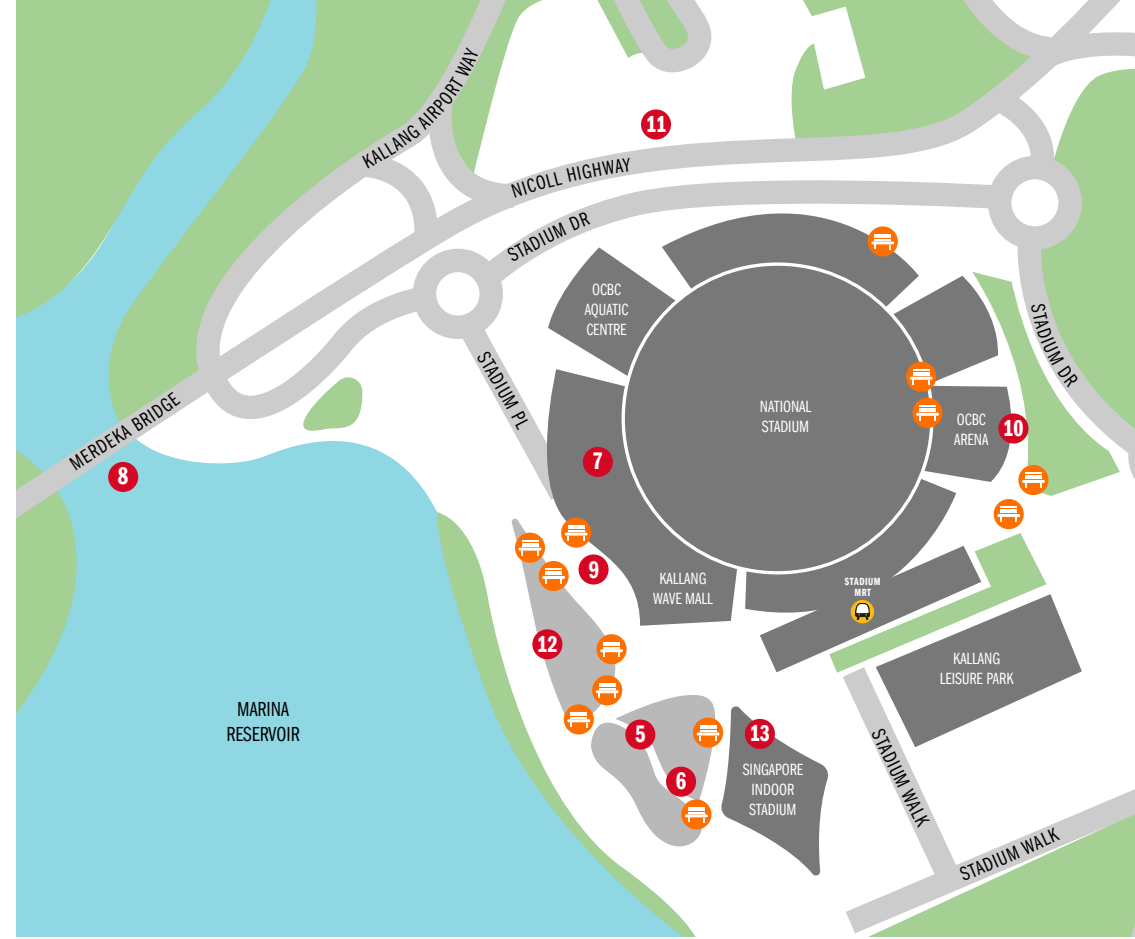 KALLANG AIRPORT WAY
11
NICOLL HIGHWAY
STADIUM DR
OCBC
AQUATIC
CENTRE
STADIUM DR
STADIUM PL
MERDEKA BRIDGE
NATIONAL
STADIUM
OCBC
ARENA
10
7
8
9
KALLANG
WAVE MALL
STADIUM
MRT
12
KALLANG
LEISURE PARK
MARINA
RESERVOIR
5
13
6
SINGAPORE
INDOOR
STADIUM
STADIUM WALK
STADIUM WALK